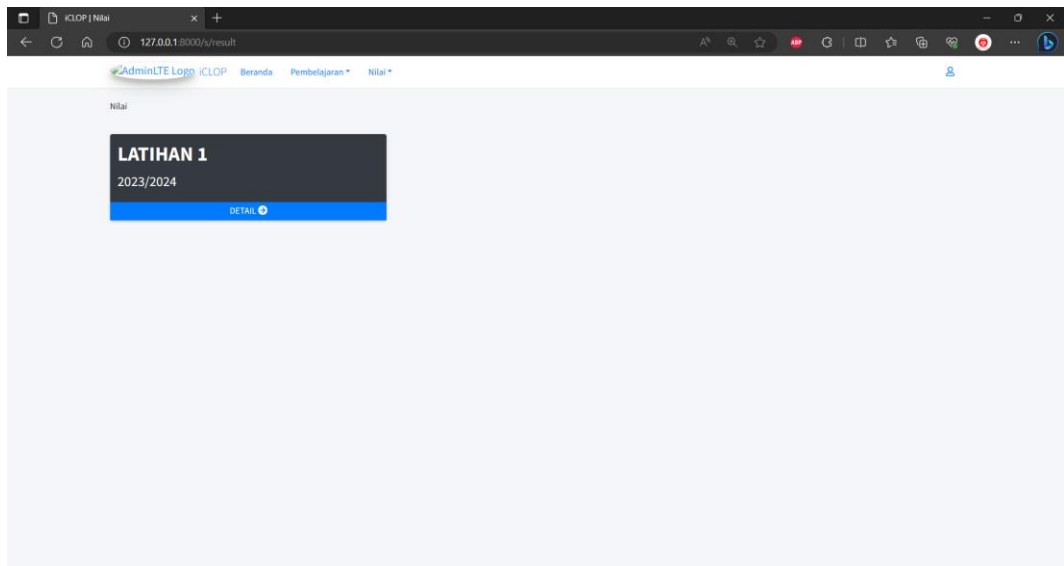 iCLOP | Nilai
127.0.0.1:8000/s/result
AdminLTE Logo iCLOP Beranda Pembelajaran Nilai
Nilai
LATIHAN 1
2023/2024
DETAIL